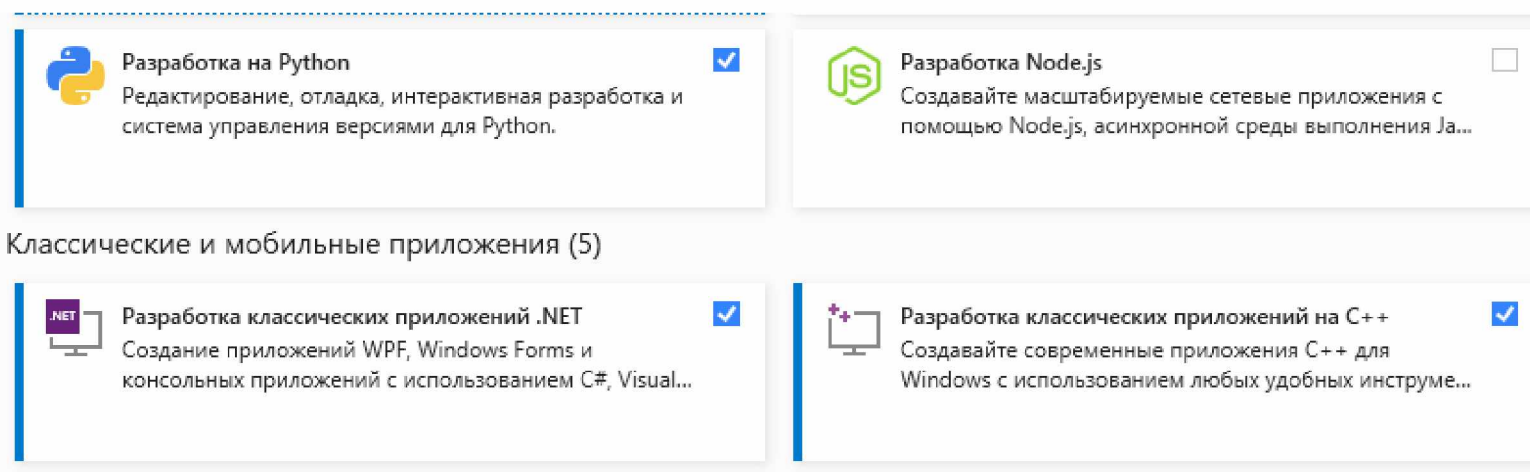 Разработка на Python
Редактирование, отладка, интерактивная разработка и
система управления версиями для Python.
JS
Разработка Node.js
Создавайте масштабируемые сетевые приложения с
помощью Node.js, асинхронной среды выполнения Ja...
Классические и мобильные приложения (5)
.NET
Разработка классических приложений .NET
Создание приложений WPF, Windows Forms и
консольных приложений с использованием C#, Visual...
Разработка классических приложений на C++
Создавайте современные приложения C++ для
Windows с использованием любых удобных инструме...